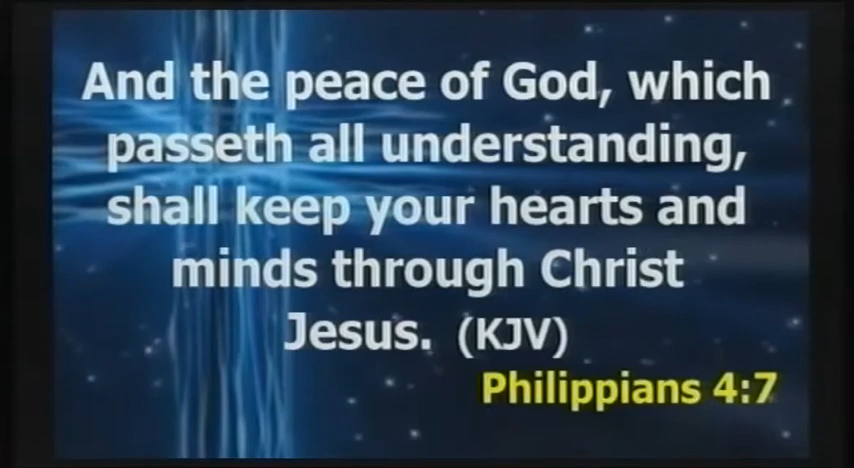 And the peace of God, which
passeth all understanding,
shall keep your hearts and
minds through Christ
Jesus. (KJV)
Philippians 4:7